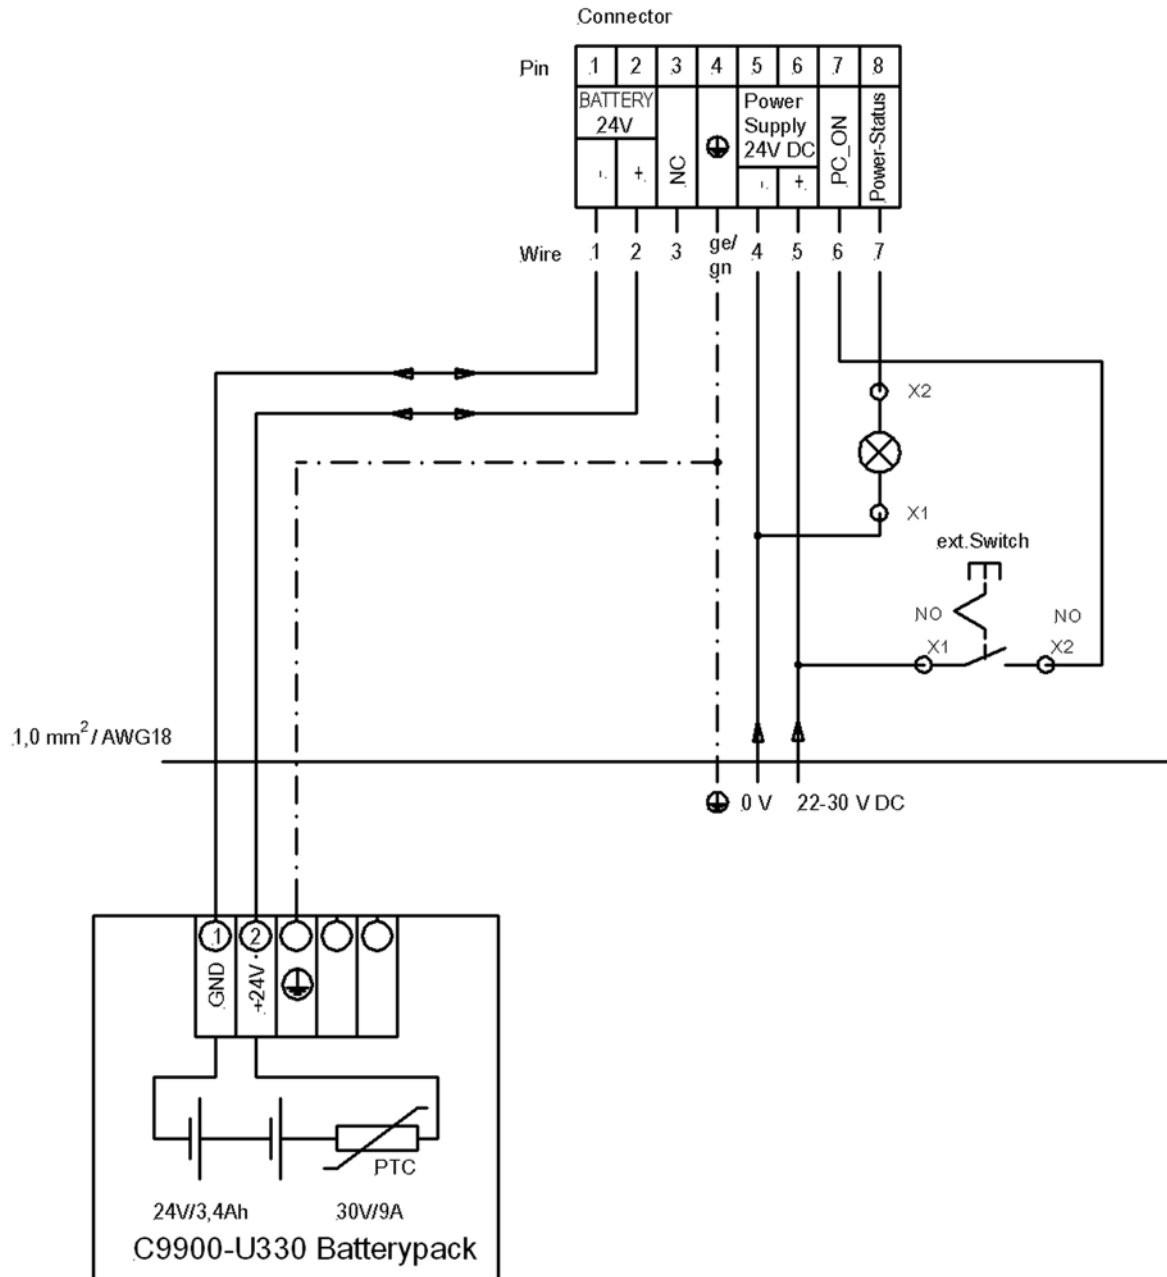 Connector
Pin 1 2 3 4 5 6 7 8
BATTERY
24V
- +
NC
Power
Supply
24V DC
- +
PC_ON
Power-Status
Wire 1 2 3 ge/ 4 5 6 7
gn
X2
X1
ext.Switch
NO NO
X1 X2
1,0 mm²/AWG18
0 V 22-30 V DC
1 2
GND
+24V
PTC
24V/3,4Ah 30V/9A
C9900-U330 Batterypack